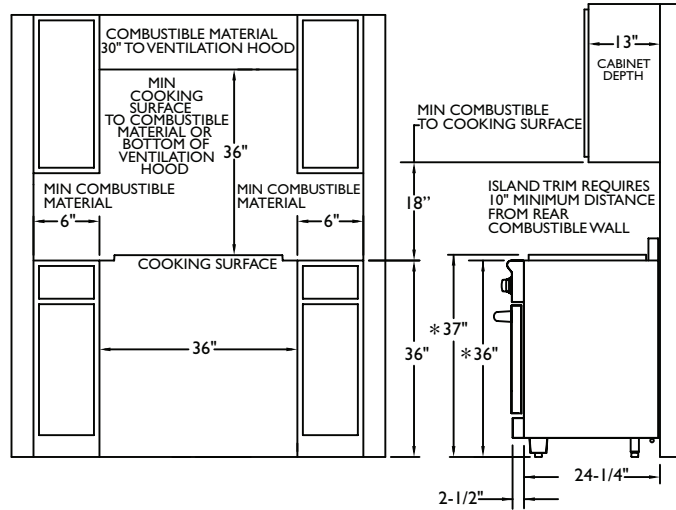 COMBUSTIBLE MATERIAL
30" TO VENTILATION HOOD
MIN
COOKING
SURFACE
TO COMBUSTIBLE
MATERIAL OR
BOTTOM OF
VENTILATION
HOOD
36"
MIN COMBUSTIBLE
MATERIAL
6"
MIN COMBUSTIBLE
MATERIAL
6"
COOKING SURFACE
36"
13"
CABINET
DEPTH
MIN COMBUSTIBLE
TO COOKING SURFACE
18”
ISLAND TRIM REQUIRES
10" MINIMUM DISTANCE
FROM REAR
COMBUSTIBLE WALL
36"
*37"
*36"
24-1/4"
2-1/2"